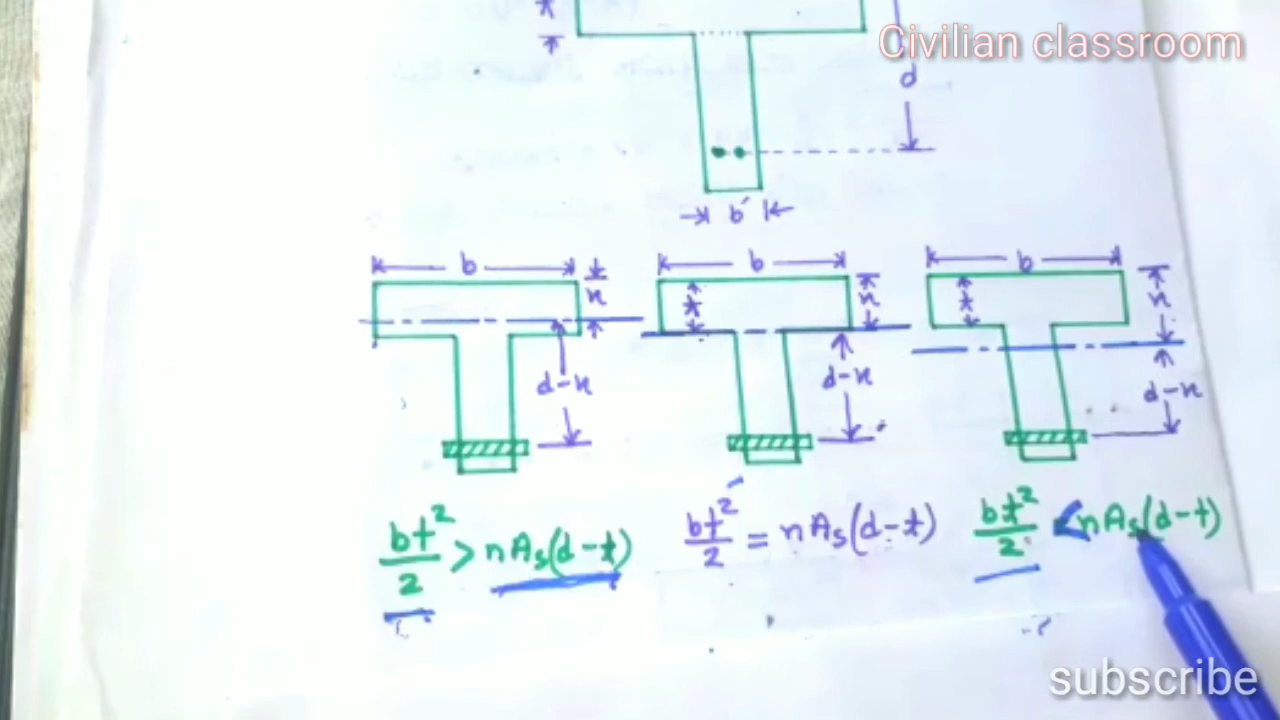 Civilian classroom
d
b'
b
b
b
n
t
n
t
n
d-n
d-n
d-n
bt²/2 > nAs(d-t)
bt²/2 = nAs(d-t)
bt²/2 < nAs(d-t)
subscribe